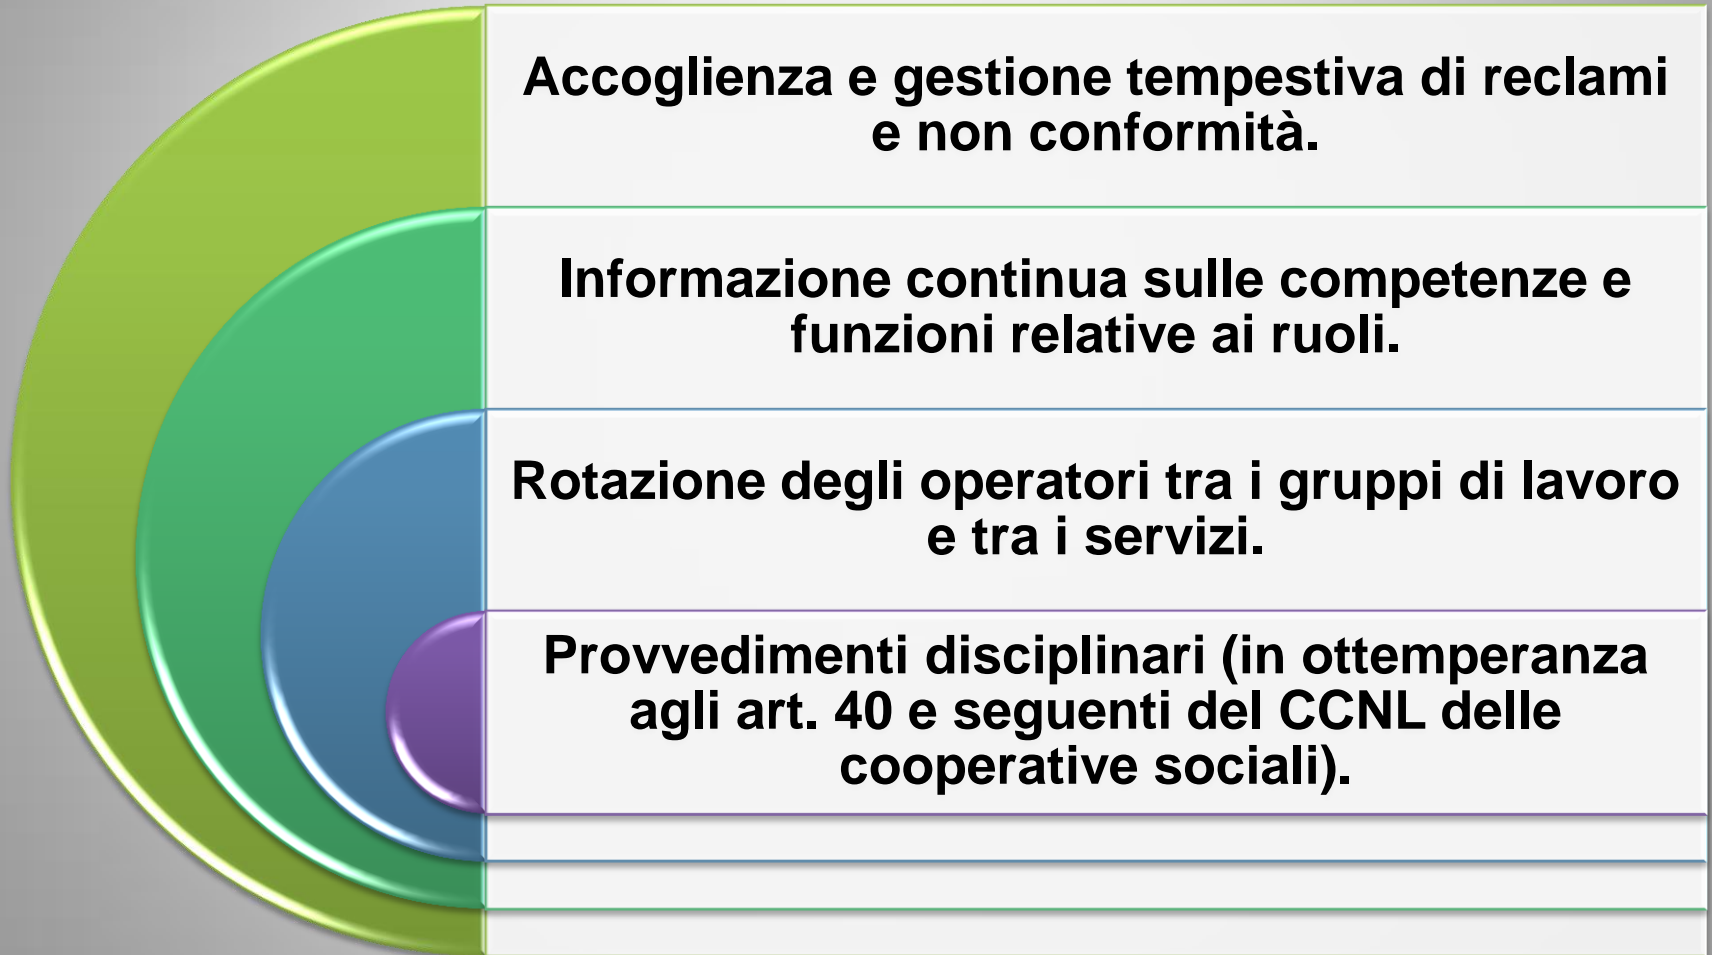 Accoglienza e gestione tempestiva di reclami
e non conformità.
Informazione continua sulle competenze e
funzioni relative ai ruoli.
Rotazione degli operatori tra i gruppi di lavoro
e tra i servizi.
Provvedimenti disciplinari (in ottemperanza
agli art. 40 e seguenti del CCNL delle
cooperative sociali).